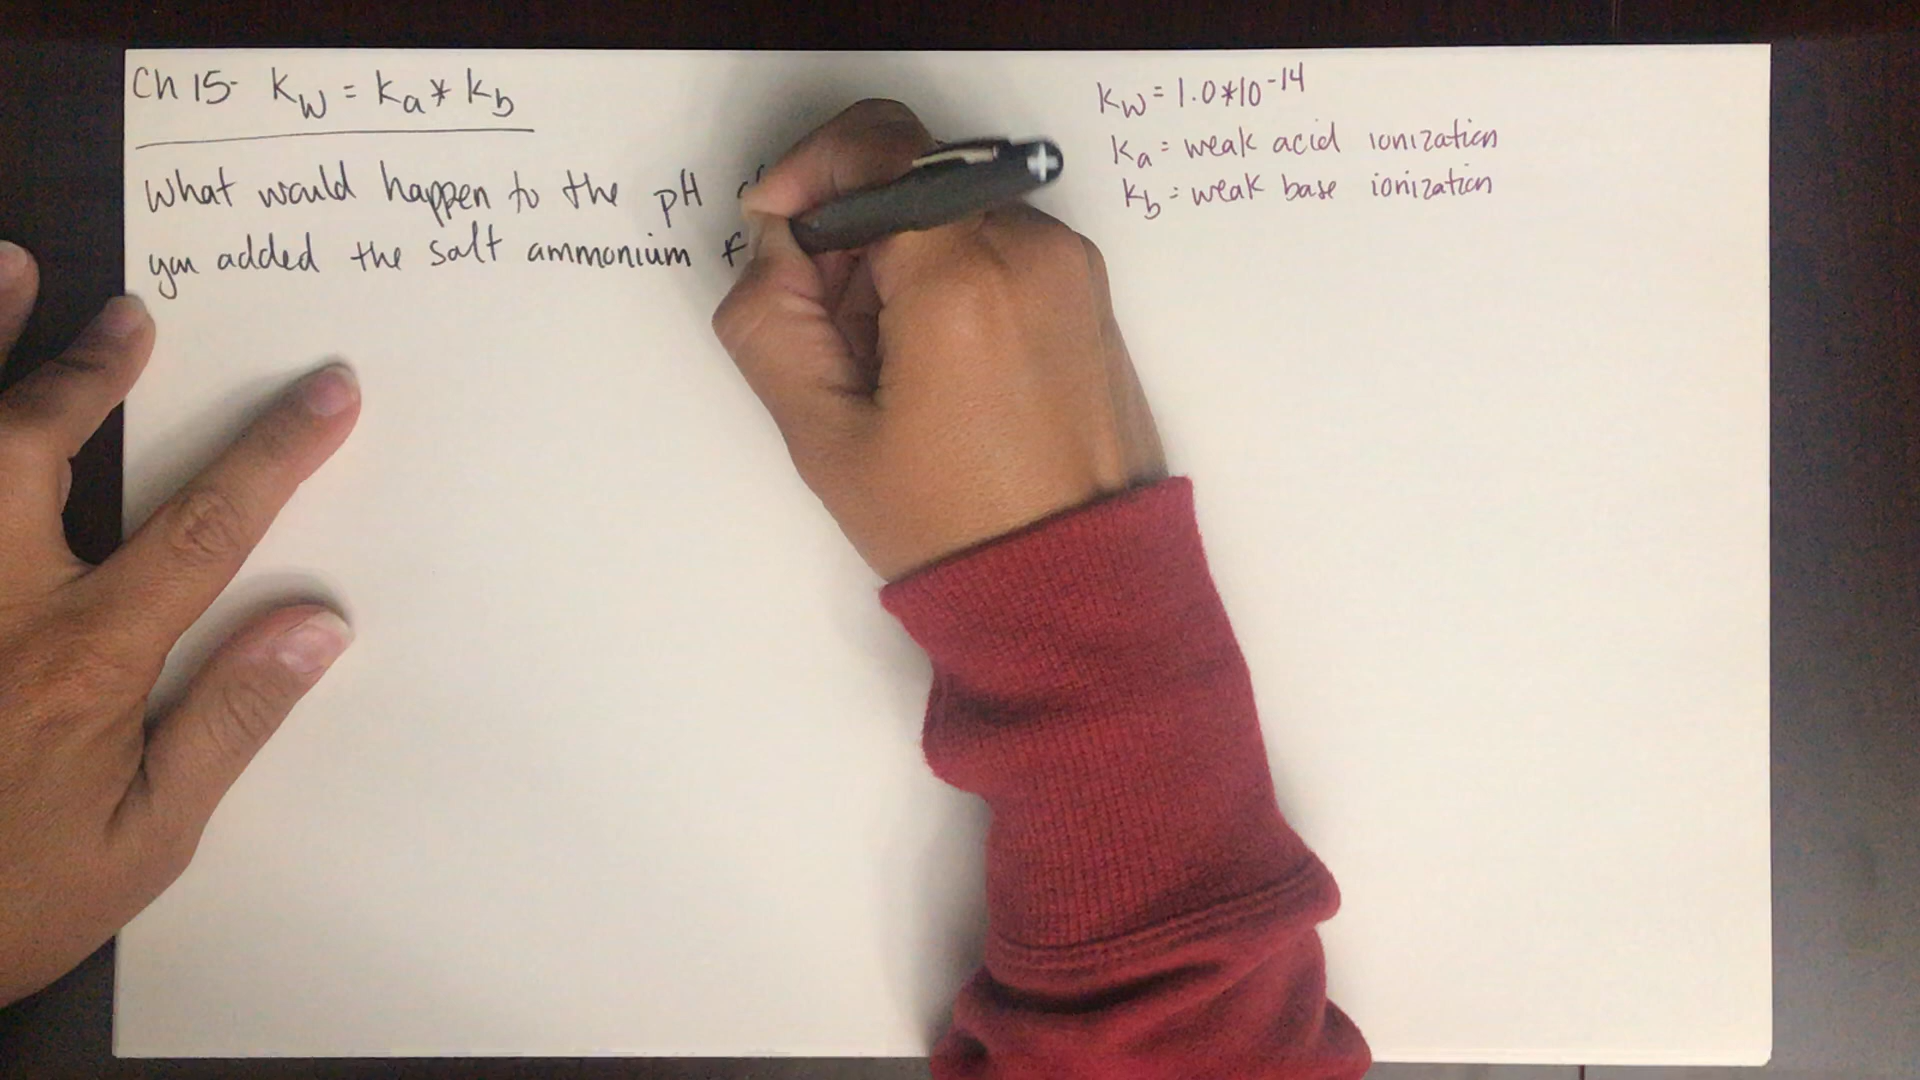 Ch 15- Kw = Ka * Kb
What would happen to the pH
you added the salt ammonium f
Kw = 1.0*10^-14
Ka = weak acid ionization
Kb = weak base ionization